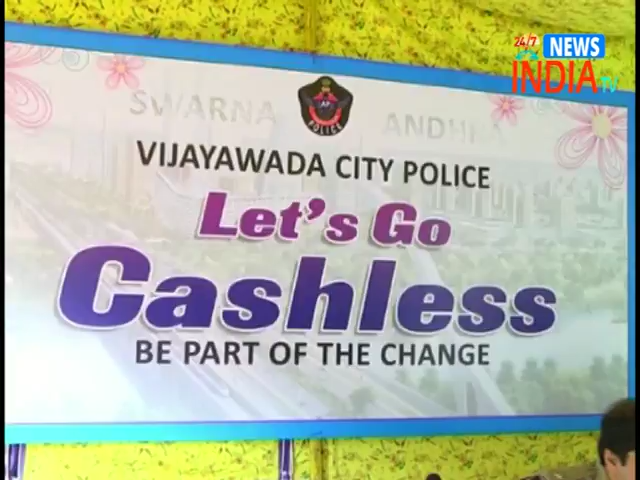 24/7 NEWS
INDIA TV
SWARNA ANDHRA
AP
POLICE
VIJAYAWADA CITY POLICE
Let's Go
Cashless
BE PART OF THE CHANGE